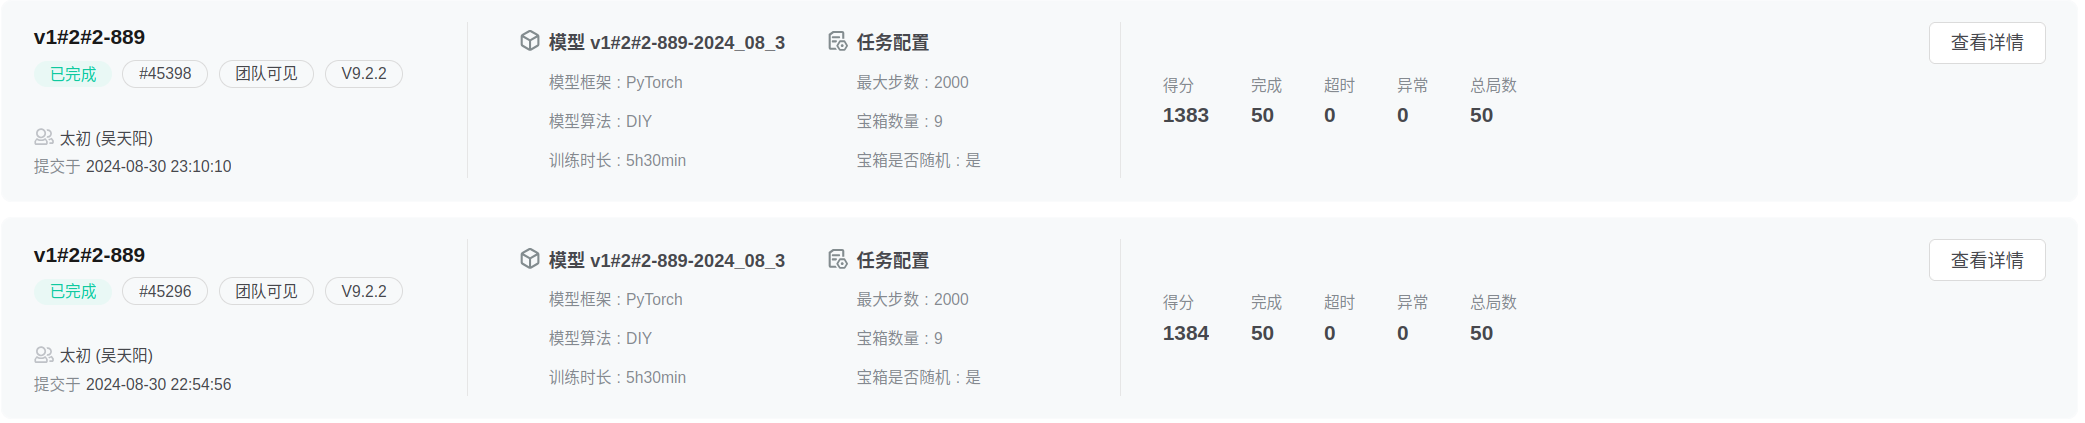 v1#2#2-889
已完成 #45398 团队可见 V9.2.2
太初 (吴天阳)
提交于 2024-08-30 23:10:10
模型 v1#2#2-889-2024_08_3
模型框架 : PyTorch
模型算法 : DIY
训练时长 : 5h30min
任务配置
最大步数 : 2000
宝箱数量 : 9
宝箱是否随机 : 是
得分 完成 超时 异常 总局数
1383 50 0 0 50
查看详情
v1#2#2-889
已完成 #45296 团队可见 V9.2.2
太初 (吴天阳)
提交于 2024-08-30 22:54:56
模型 v1#2#2-889-2024_08_3
模型框架 : PyTorch
模型算法 : DIY
训练时长 : 5h30min
任务配置
最大步数 : 2000
宝箱数量 : 9
宝箱是否随机 : 是
得分 完成 超时 异常 总局数
1384 50 0 0 50
查看详情